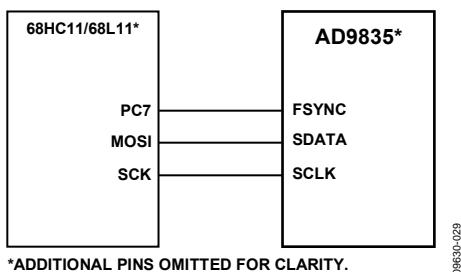 68HC11/68L11*
AD9835*
PC7
FSYNC
MOSI
SDATA
SCK
SCLK
*ADDITIONAL PINS OMITTED FOR CLARITY.
09630-029